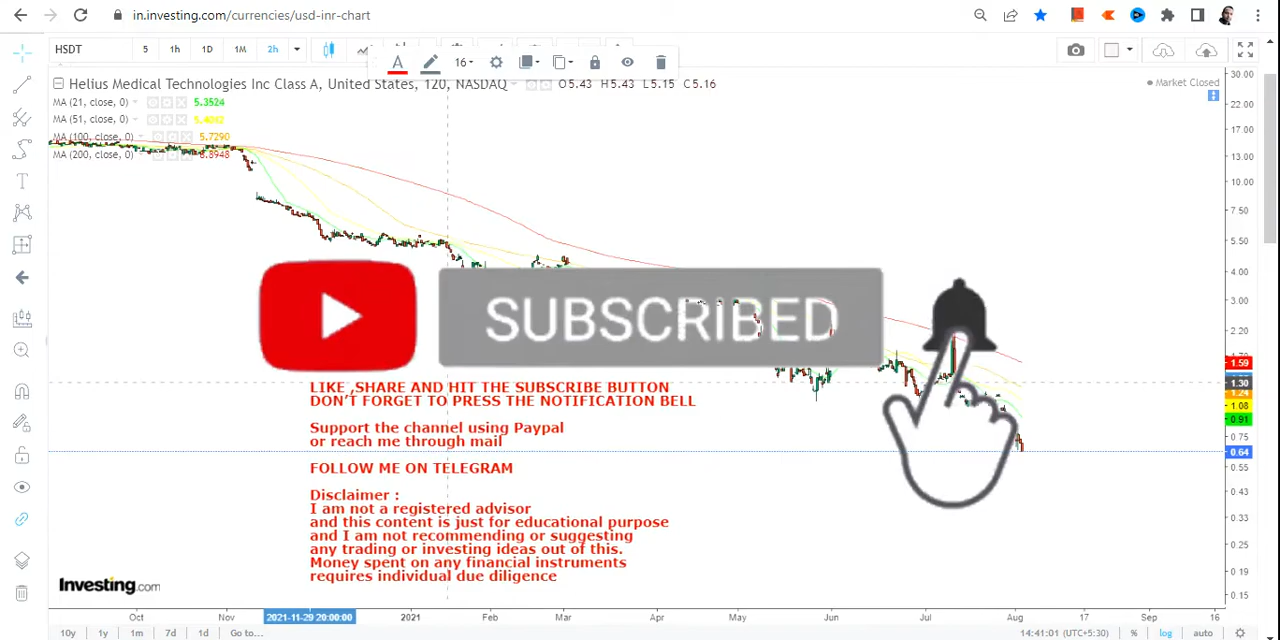 in.investing.com/currencies/usd-inr-chart
HSDT 5 1h 1D 1M 2h
A 16
Helius Medical Technologies Inc Class A, United States, 120, NASDAQ O5.43 H5.43 L5.15 C5.16
Market Closed
MA (21, close, 0) 5.3524
MA (51, close, 0)
MA (100, close, 0) 5.7290
MA (200, close, 0) 6.8948
30.00
22.00
17.00
13.00
10.00
7.50
5.50
4.00
3.00
2.20
1.59
1.30
1.24
1.08
0.91
0.75
0.64
0.55
0.43
0.33
0.25
0.19
0.15
SUBSCRIBED
LIKE ,SHARE AND HIT THE SUBSCRIBE BUTTON
DON'T FORGET TO PRESS THE NOTIFICATION BELL
Support the channel using Paypal
or reach me through mail
FOLLOW ME ON TELEGRAM
Disclaimer :
I am not a registered advisor
and this content is just for educational purpose
and I am not recommending or suggesting
any trading or investing ideas out of this.
Money spent on any financial instruments
requires individual due diligence
Investing.com
Oct Nov 2021-11-29 20:00:00 2021 Feb Mar Apr May Jun Jul Aug 17 Sep 16
10y 1y 1m 7d 1d Go to... 14:41:01 (UTC+5:30) % log auto